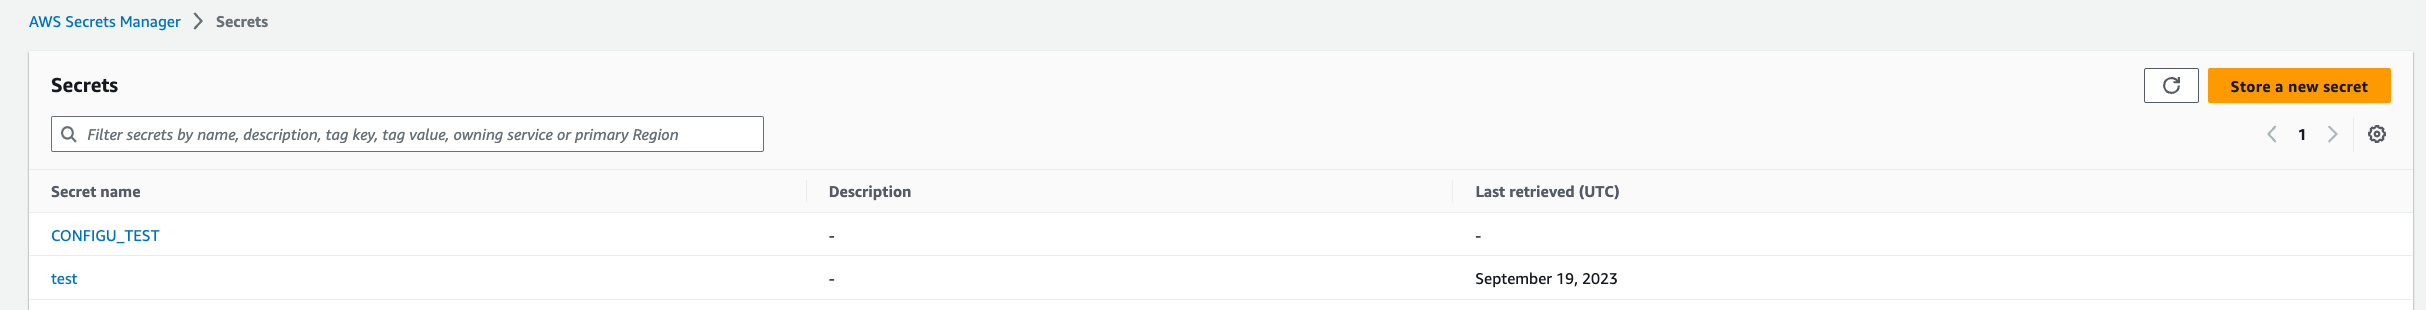 AWS Secrets Manager > Secrets
Secrets
Store a new secret
Filter secrets by name, description, tag key, tag value, owning service or primary Region
1
Secret name Description Last retrieved (UTC)
CONFIGU_TEST - -
test - September 19, 2023